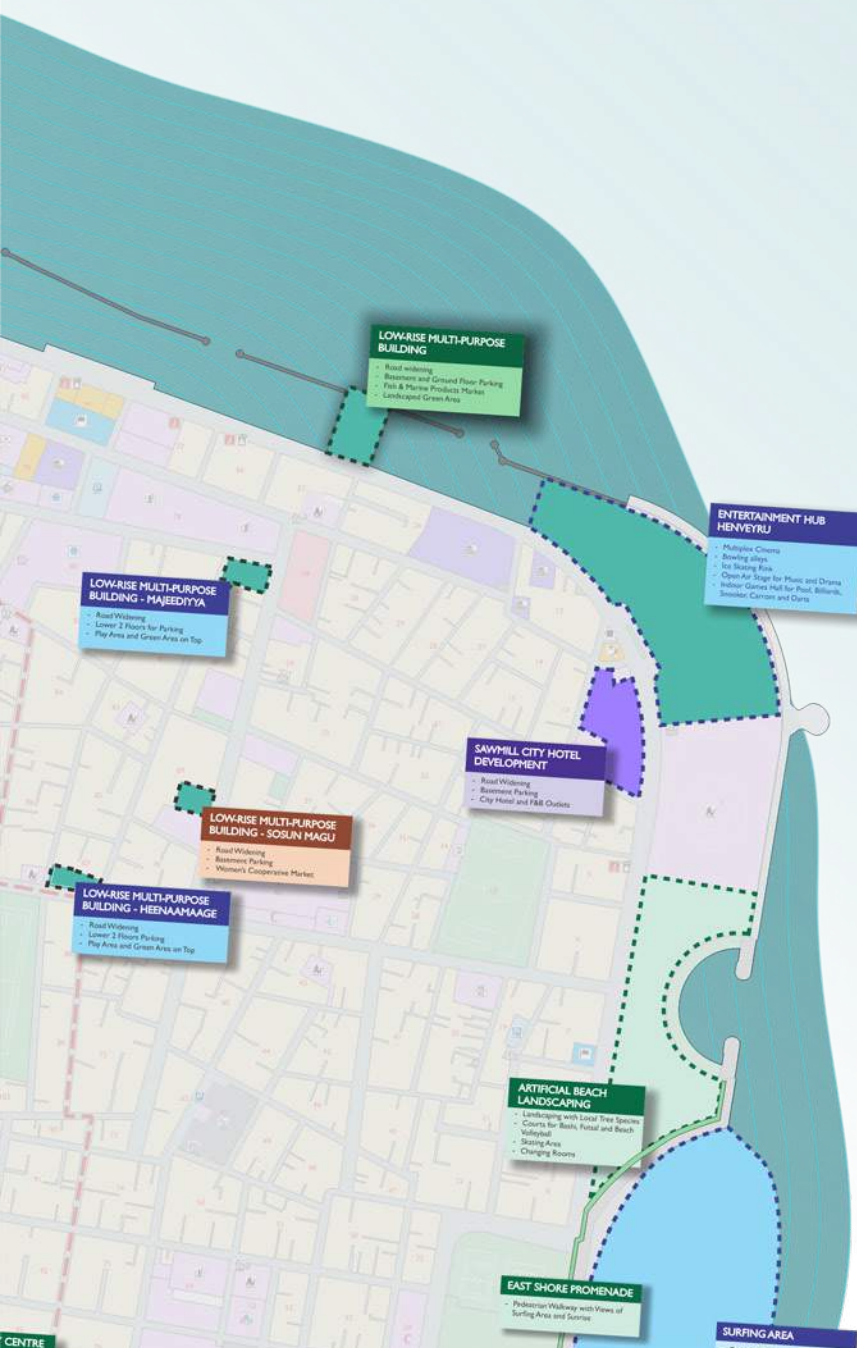 LOW-RISE MULTI-PURPOSE
BUILDING
- Road widening
- Basement and Ground Floor Parking
- Fish & Marine Products Market
- Landscaped Green Area
ENTERTAINMENT HUB
HENVEYRU
- Multiplex Cinema
- Bowling alleys
- Ice Skating Rink
- Open Air Stage for Music and Drama
- Indoor Games Hall for Pool, Billiards,
Snooker, Carrom and Darts
LOW-RISE MULTI-PURPOSE
BUILDING - MAJEEDIYYA
- Road Widening
- Lower 2 Floors for Parking
- Play Area and Green Area on Top
SAWMILL CITY HOTEL
DEVELOPMENT
- Road Widening
- Basement Parking
- City Hotel and F&B Outlets
LOW-RISE MULTI-PURPOSE
BUILDING - SOSUN MAGU
- Road Widening
- Basement Parking
- Women's Cooperative Market
LOW-RISE MULTI-PURPOSE
BUILDING - HEENAAMAAGE
- Road Widening
- Lower 2 Floors Parking
- Play Area and Green Area on Top
ARTIFICIAL BEACH
LANDSCAPING
- Landscaping with Local Tree Species
- Courts for Bashi, Futsal and Beach
Volleyball
- Skating Area
- Changing Rooms
EAST SHORE PROMENADE
- Pedestrian Walkway with Views of
Surfing Area and Sunrise
SURFING AREA
CENTRE